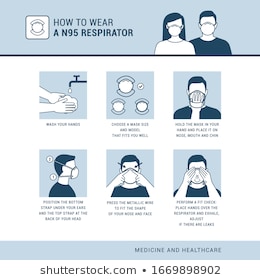 HOW TO WEAR
A N95 RESPIRATOR
WASH YOUR HANDS
CHOOSE A MASK SIZE
AND MODEL
THAT FITS YOU WELL
HOLD THE MASK IN YOUR
HAND AND PLACE IT ON
NOSE, MOUTH AND CHIN
POSITION THE BOTTOM
STRAP UNDER YOUR EARS
AND THE TOP STRAP AT THE
BACK OF YOUR HEAD
PRESS THE METALLIC WIRE
TO FIT THE SHAPE
OF YOUR NOSE AND FACE
PERFORM A FIT CHECK:
PLACE HANDS OVER THE
RESPIRATOR AND EXHALE,
ADJUST
IF THERE ARE LEAKS
MEDICINE AND HEALTHCARE
shutterstock.com • 1669898902